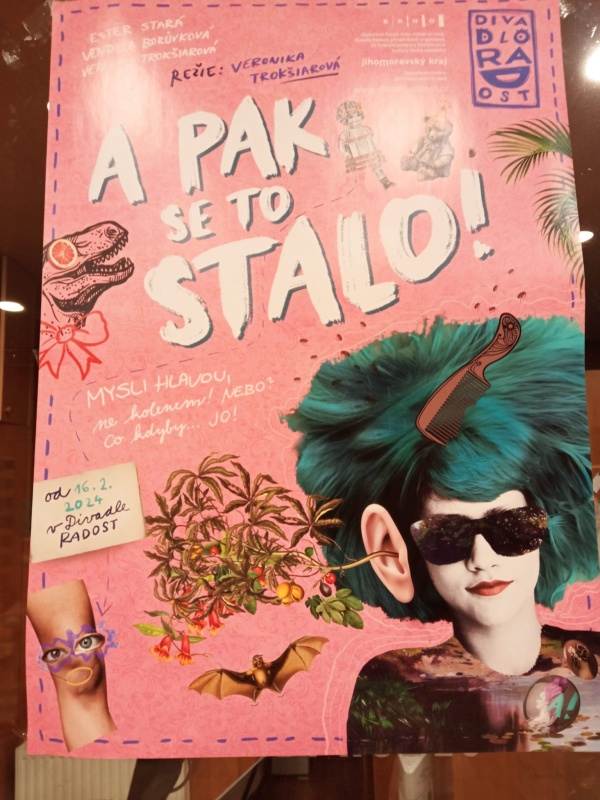 ESTER STARÁ
VENDULA BORŮVKOVÁ,
VERONIKA TROKŠIAROVÁ
REŽIE: VERONIKA
TROKŠIAROVÁ
jihomoravský kraj
DIVA
DLO
RA
D
OST
A PAK
SE TO
STALO!
MYSLI HLAVOU,
ne kolenem! NEBO?
Co kdyby... JO!
od 16.2.
2024
v Divadle
RADOST
A!